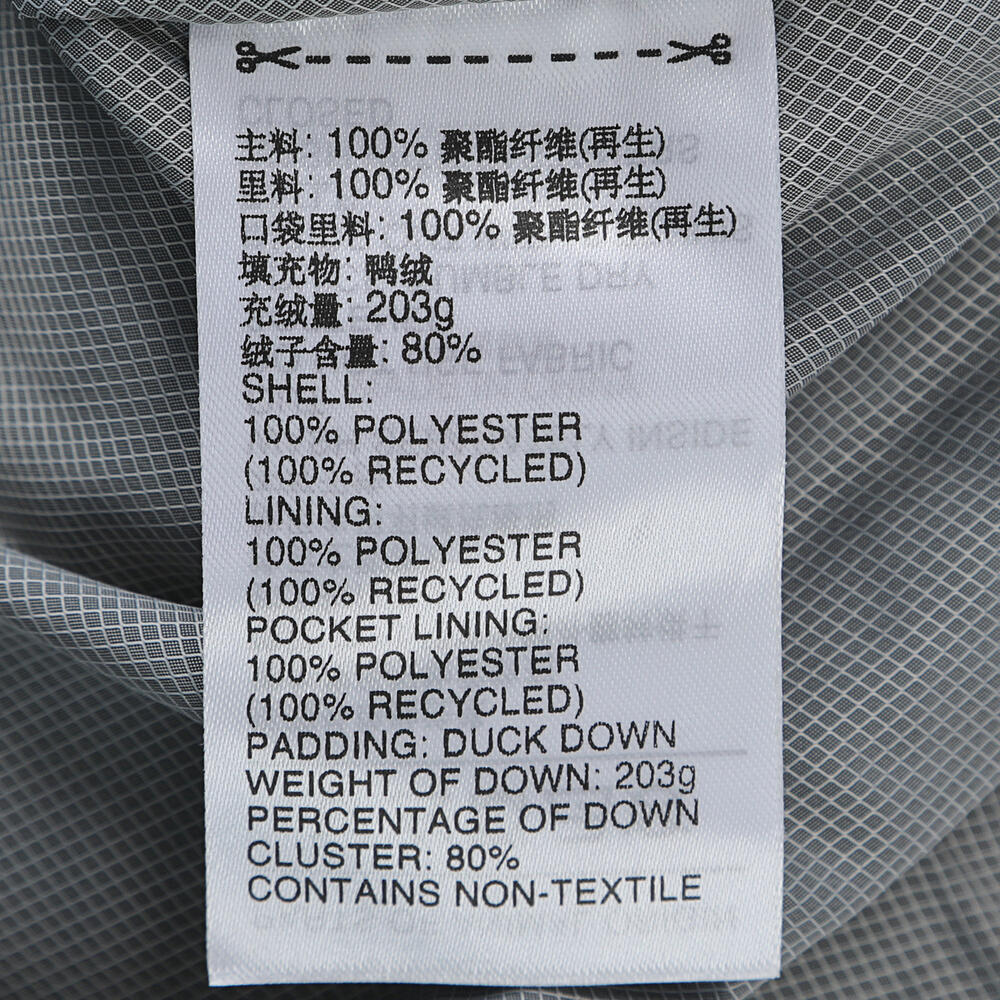 主料: 100% 聚酯纤维(再生)
里料: 100% 聚酯纤维(再生)
口袋里料: 100% 聚酯纤维(再生)
填充物: 鸭绒
充绒量: 203g
绒子含量: 80%
SHELL:
100% POLYESTER
(100% RECYCLED)
LINING:
100% POLYESTER
(100% RECYCLED)
POCKET LINING:
100% POLYESTER
(100% RECYCLED)
PADDING: DUCK DOWN
WEIGHT OF DOWN: 203g
PERCENTAGE OF DOWN
CLUSTER: 80%
CONTAINS NON-TEXTILE